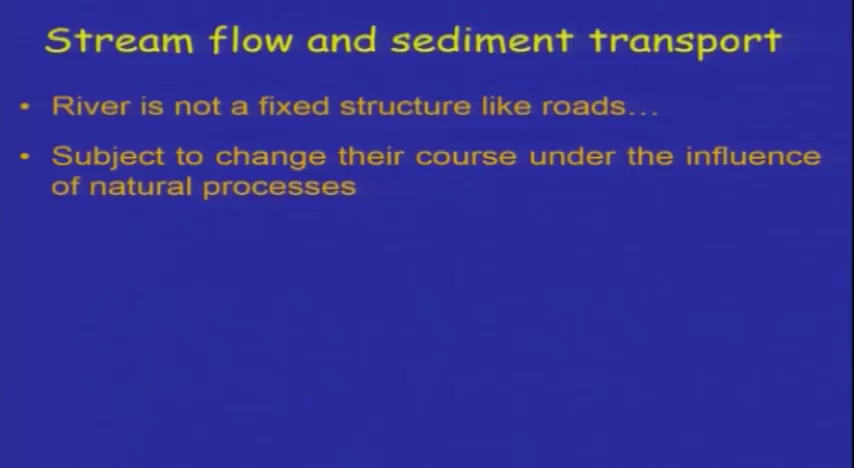 Stream flow and sediment transport
• River is not a fixed structure like roads...
• Subject to change their course under the influence
of natural processes